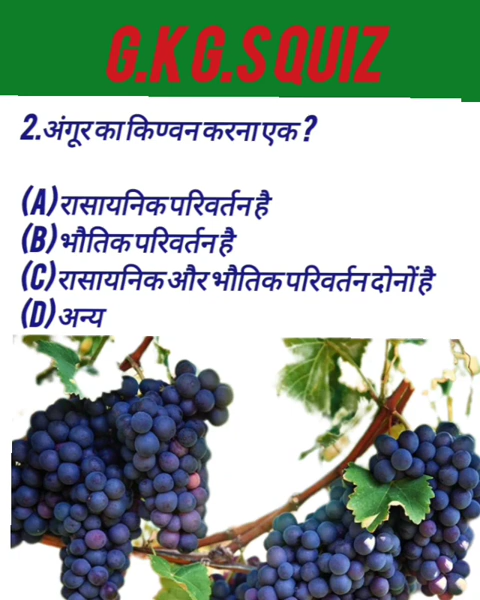 G.K G.S QUIZ
2.अंगूर का किण्वन करना एक ?
(A) रासायनिक परिवर्तन है
(B) भौतिक परिवर्तन है
(C) रासायनिक और भौतिक परिवर्तन दोनों है
(D) अन्य